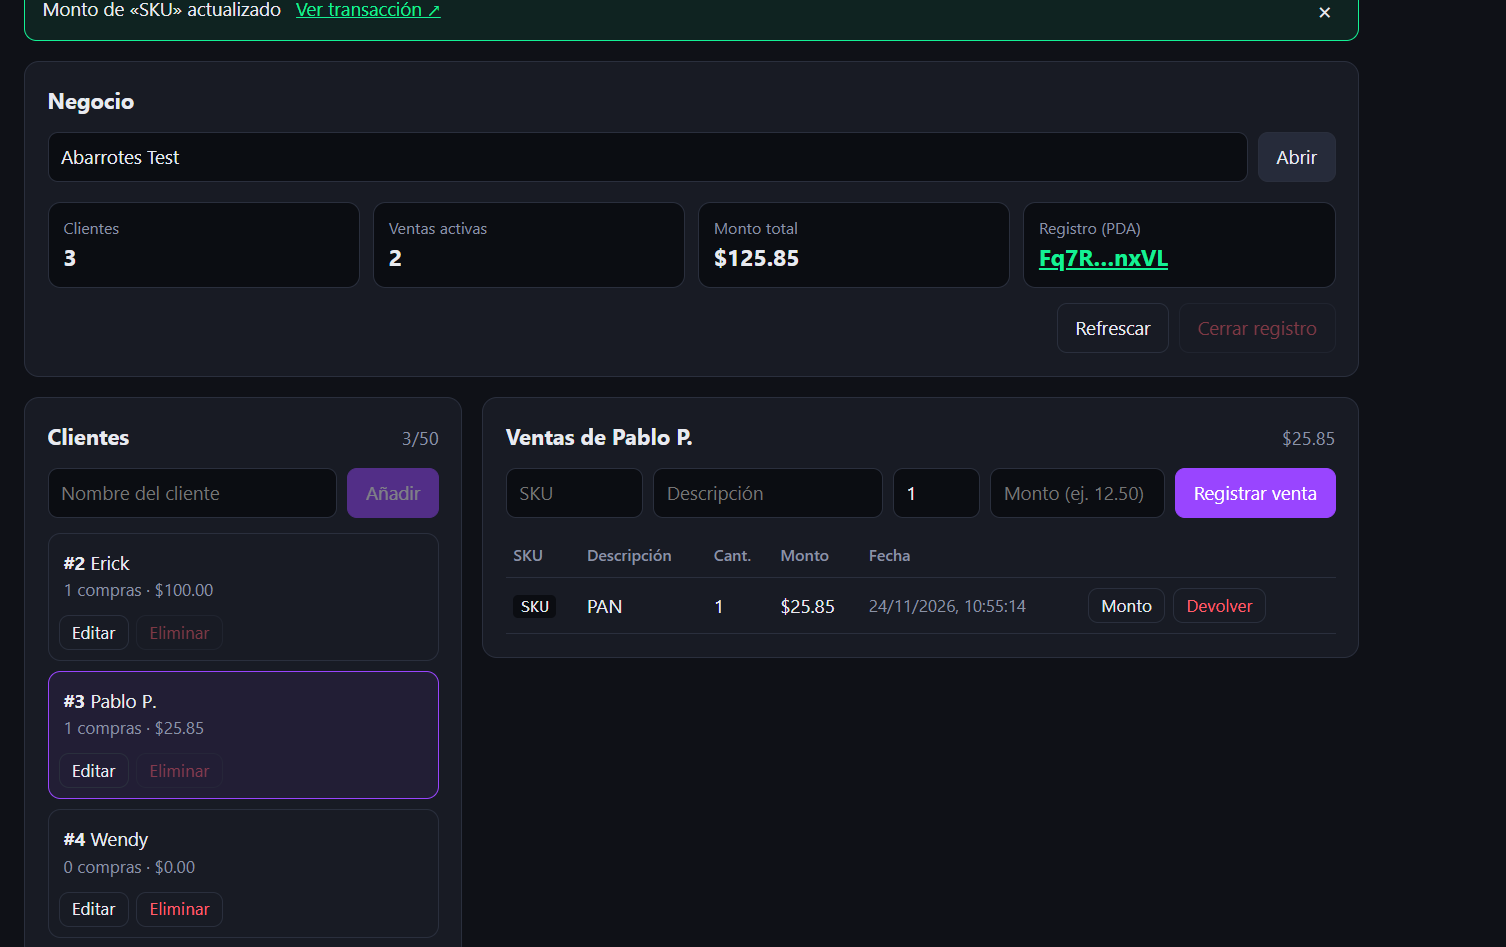 Monto de «SKU» actualizado Ver transacción ↗ ×
Negocio
Abarrotes Test Abrir
Clientes Ventas activas Monto total Registro (PDA)
3 2 $125.85 Fq7R...nxVL
Refrescar Cerrar registro
Clientes 3/50
Nombre del cliente Añadir
#2 Erick
1 compras · $100.00
Editar Eliminar
#3 Pablo P.
1 compras · $25.85
Editar Eliminar
#4 Wendy
0 compras · $0.00
Editar Eliminar
Ventas de Pablo P. $25.85
SKU Descripción 1 Monto (ej. 12.50) Registrar venta
SKU Descripción Cant. Monto Fecha
SKU PAN 1 $25.85 24/11/2026, 10:55:14 Monto Devolver